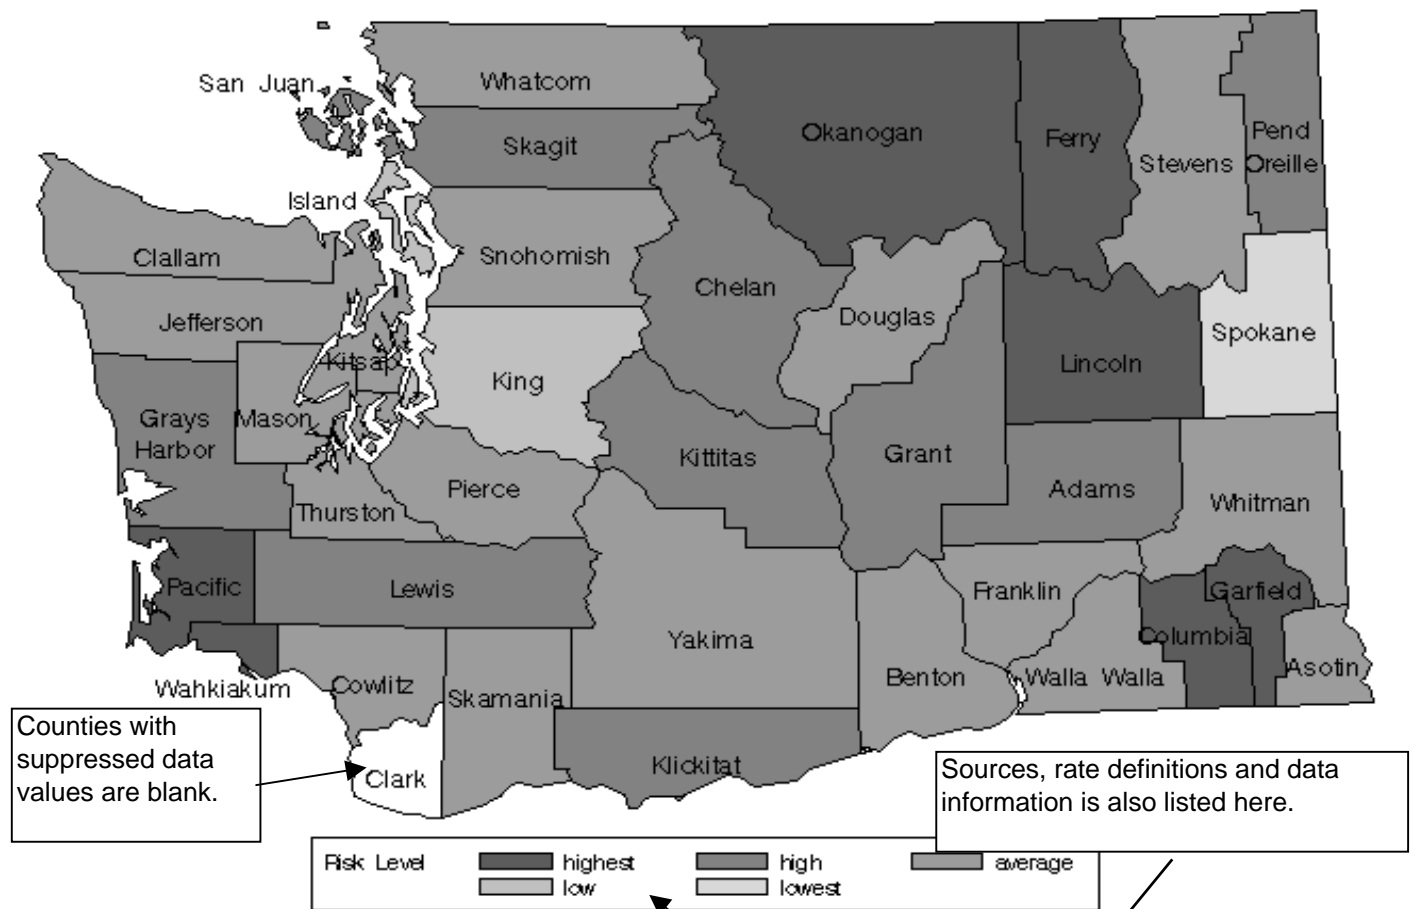 San Juan
Whatcom
Okanogan
Ferry
Pend
Oreille
Stevens
Skagit
Island
Clallam
Snohomish
Chelan
Jefferson
Douglas
Spokane
Kitsap
King
Lincoln
Grays
Harbor
Mason
Kittitas
Grant
Adams
Whitman
Pierce
Thurston
Pacific
Lewis
Franklin
Garfield
Columbia
Yakima
Wahkiakum
Cowlitz
Skamania
Benton
Walla Walla
Asotin
Counties with
suppressed data
values are blank.
Clark
Klickitat
Sources, rate definitions and data
information is also listed here.
Risk Level
highest
high
average
low
lowest